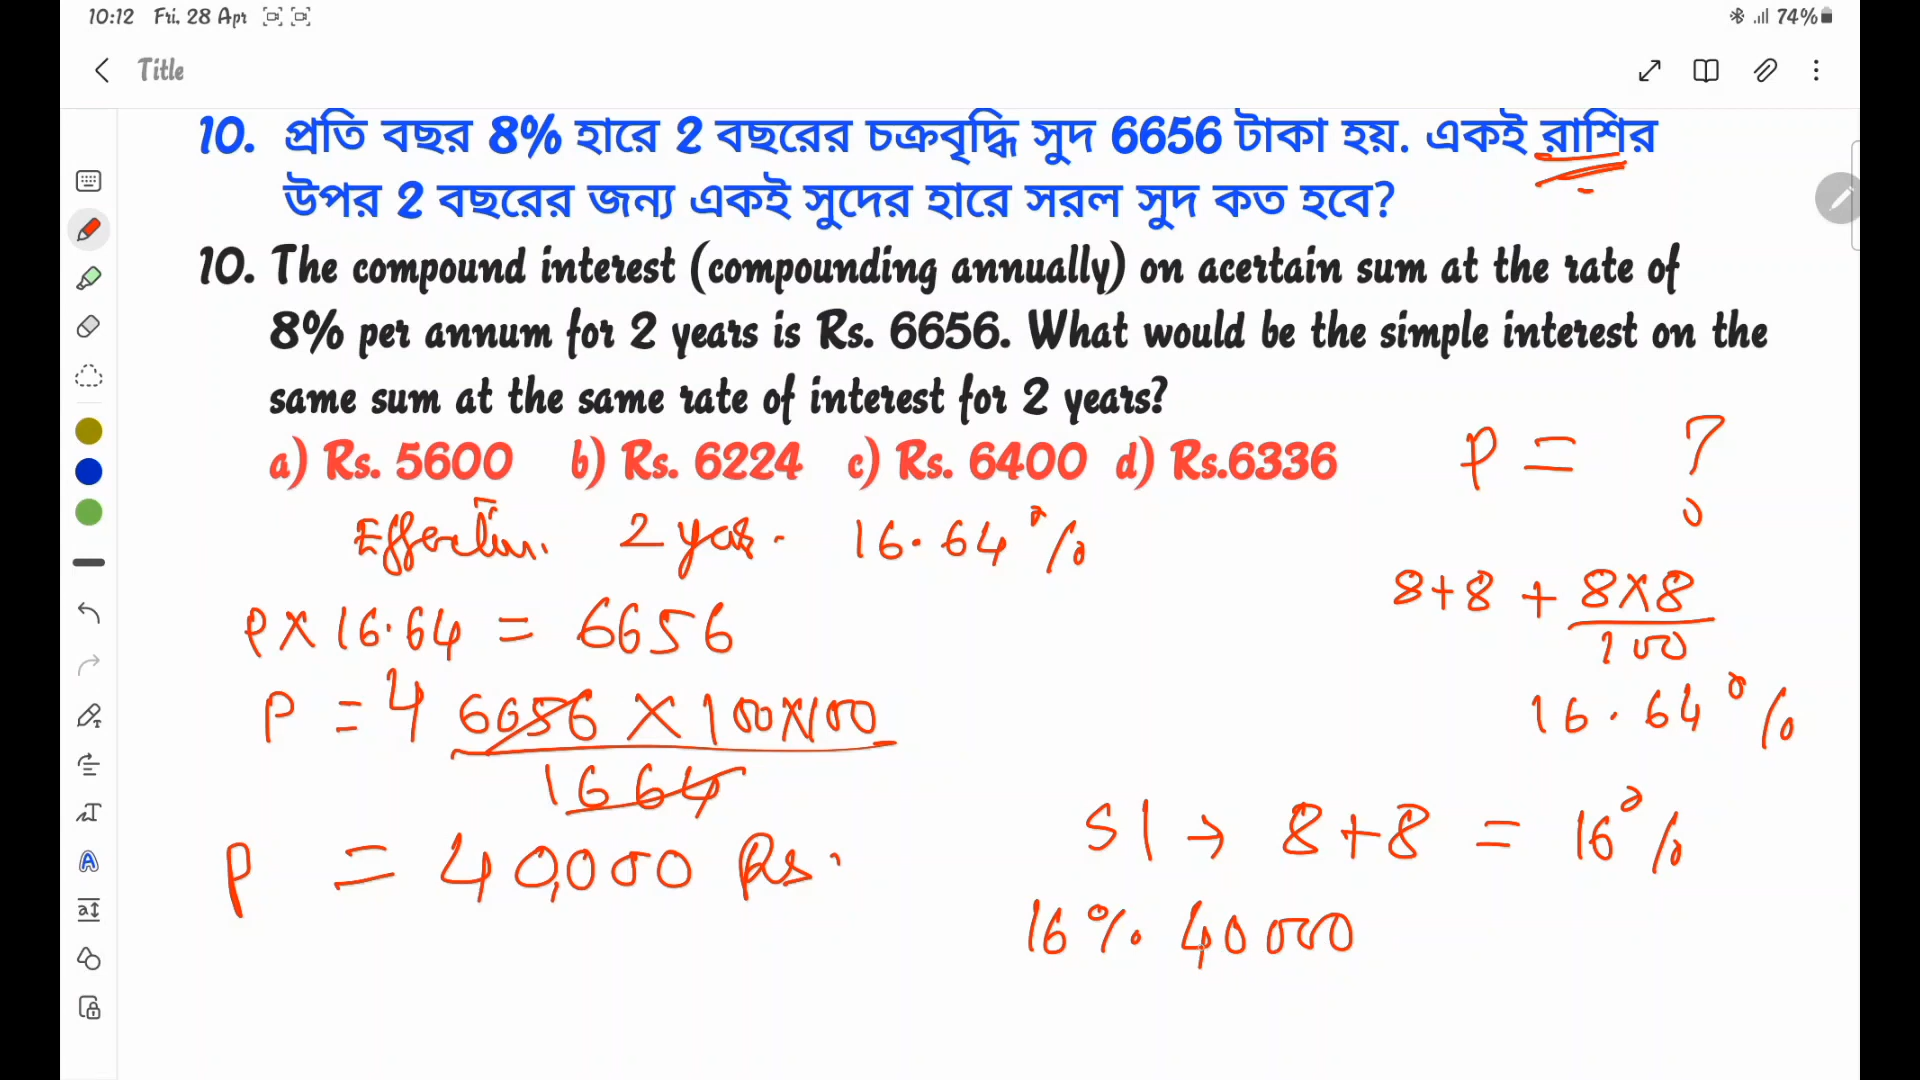 10:12 Fri, 28 Apr 74%
Title
10. প্রতি বছর 8% হারে 2 বছরের চক্রবৃদ্ধি সুদ 6656 টাকা হয়. একই রাশির
উপর 2 বছরের জন্য একই সুদের হারে সরল সুদ কত হবে?
10. The compound interest (compounding annually) on acertain sum at the rate of
8% per annum for 2 years is Rs. 6656. What would be the simple interest on the
same sum at the same rate of interest for 2 years?
a) Rs. 5600 b) Rs. 6224 c) Rs. 6400 d) Rs.6336
P = ?
2 16.64%
8+8 + 8×8
100
P × 16.64 = 6656
16.64%
P = 4 6656 × 100×100
1664
SI → 8+8 = 16%
P = 40,000 Rs.
16% 40000